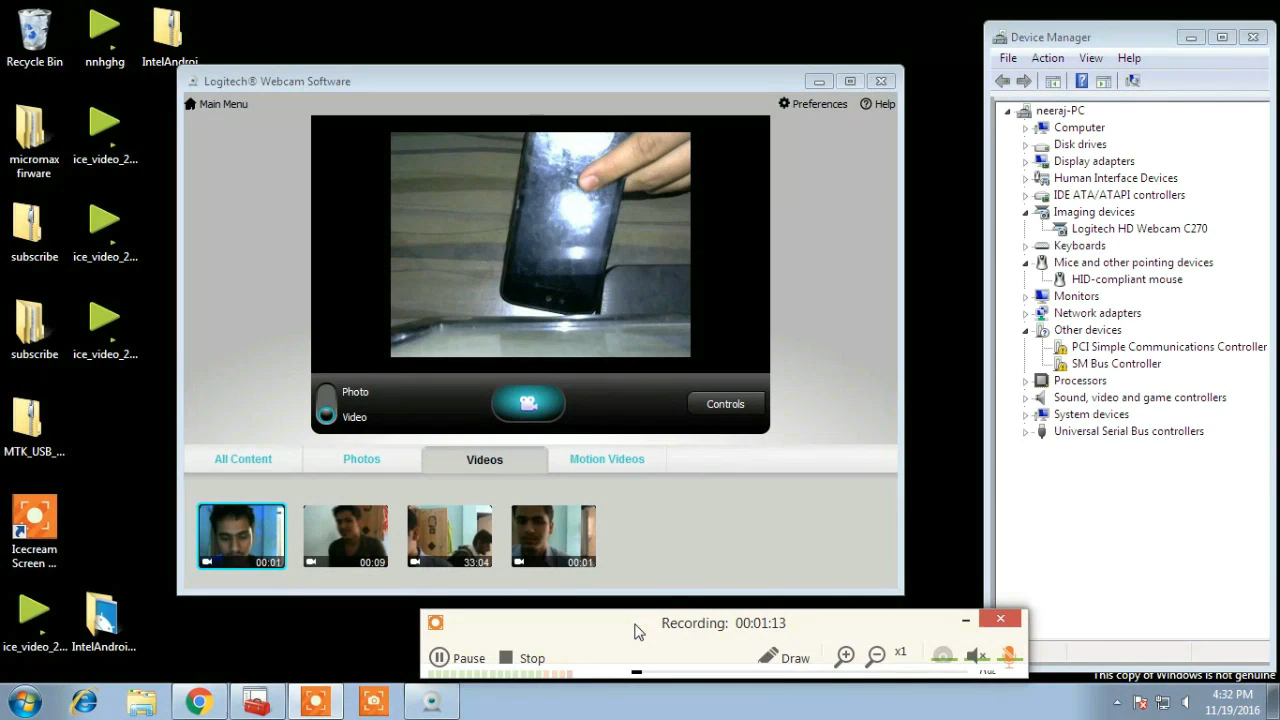 Recycle Bin
nnhghg
IntelAndroi...
micromax
firware
ice_video_2...
subscribe
ice_video_2...
subscribe
ice_video_2...
MTK_USB_...
Icecream
Screen ...
ice_video_2...
IntelAndroi...
Logitech® Webcam Software
Main Menu
Preferences
Help
Photo
Video
Controls
All Content
Photos
Videos
Motion Videos
00:01
00:09
33:04
00:01
Device Manager
File Action View Help
neeraj-PC
Computer
Disk drives
Display adapters
Human Interface Devices
IDE ATA/ATAPI controllers
Imaging devices
Logitech HD Webcam C270
Keyboards
Mice and other pointing devices
HID-compliant mouse
Monitors
Network adapters
Other devices
PCI Simple Communications Controller
SM Bus Controller
Processors
Sound, video and game controllers
System devices
Universal Serial Bus controllers
Recording: 00:01:13
Pause
Stop
Draw
x1
This copy of Windows is not genuine
4:32 PM
11/19/2016